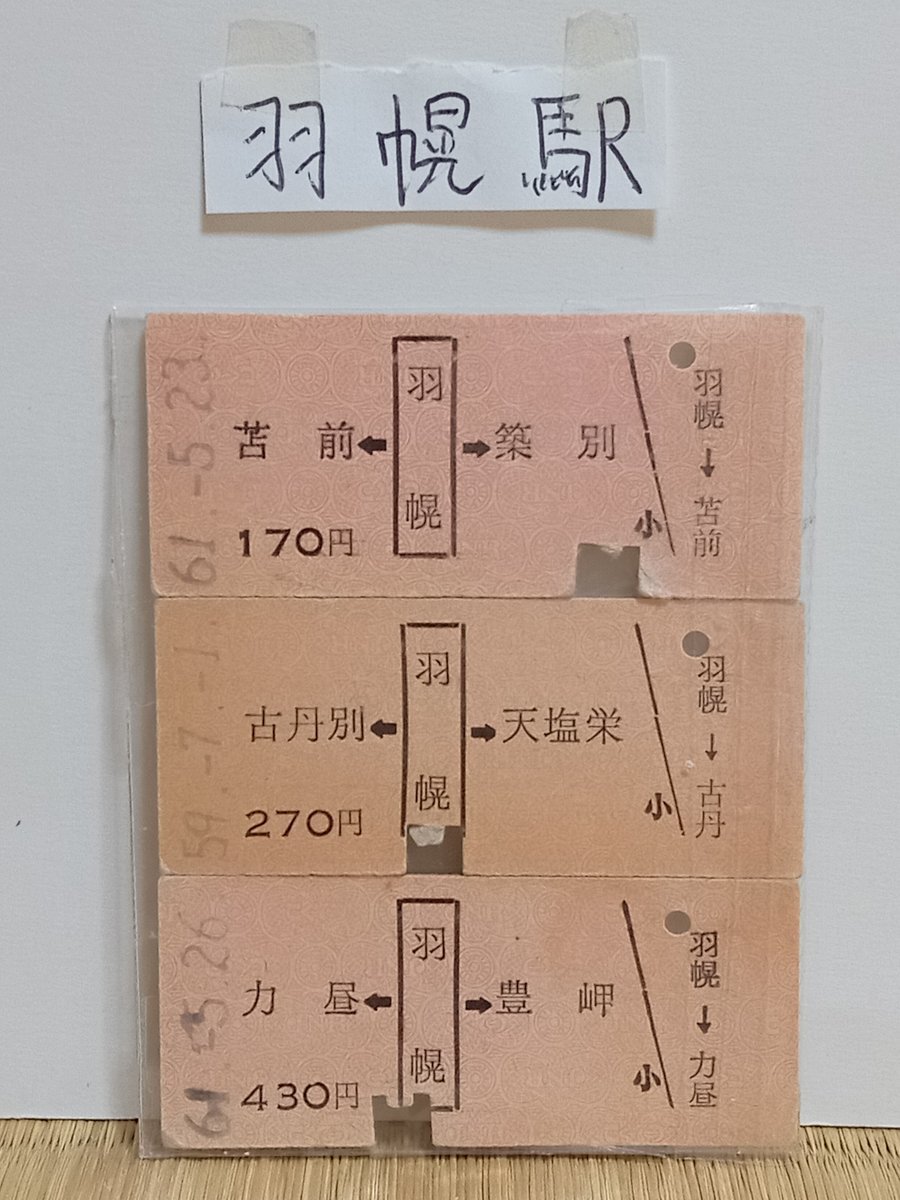 羽幌駅
61.-5.23
苫前←羽幌→築別
170円
小
羽幌→苫前
59.-7.-1
古丹別←羽幌→天塩栄
270円
小
羽幌→古丹
61.-5.26
力昼←羽幌→豊岬
430円
小
羽幌→力昼